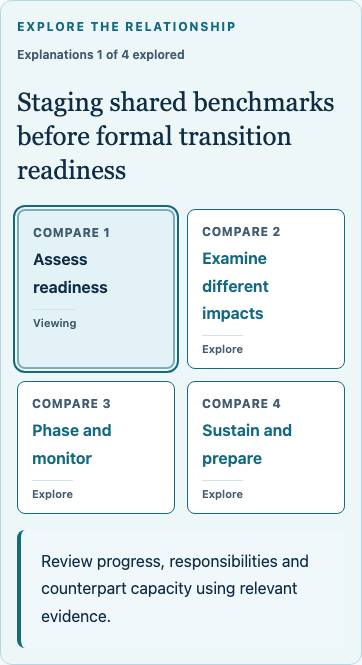 EXPLORE THE RELATIONSHIP
Explanations 1 of 4 explored
Staging shared benchmarks
before formal transition
readiness
COMPARE 1
Assess
readiness
Viewing
COMPARE 2
Examine
different
impacts
Explore
COMPARE 3
Phase and
monitor
Explore
COMPARE 4
Sustain and
prepare
Explore
Review progress, responsibilities and
counterpart capacity using relevant
evidence.